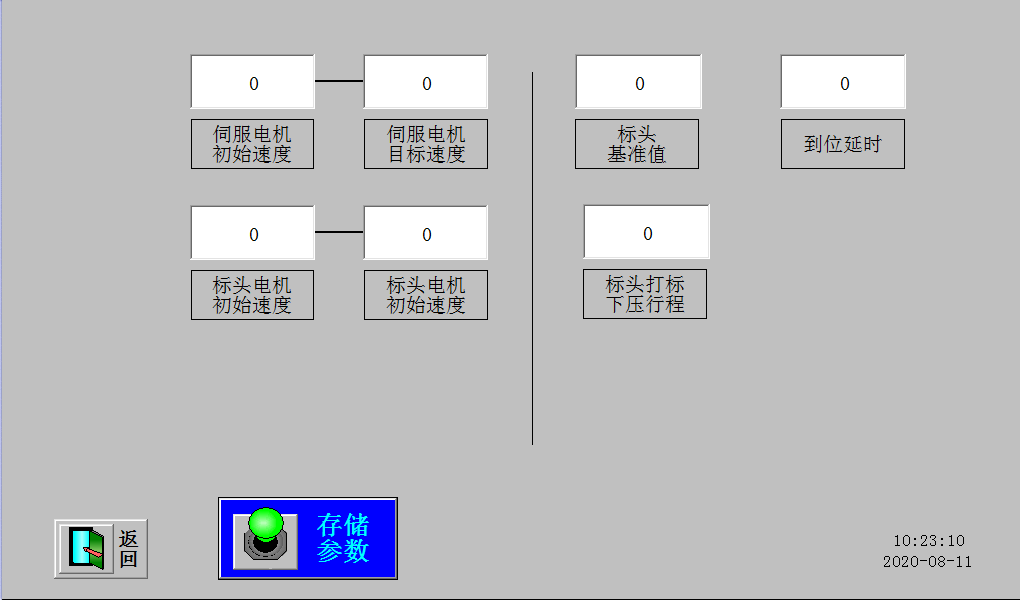 0
0
0
0
伺服电机
初始速度
伺服电机
目标速度
标头
基准值
到位延时
0
0
0
标头电机
初始速度
标头电机
初始速度
标头打标
下压行程
返回
存储
参数
10:23:10
2020-08-11